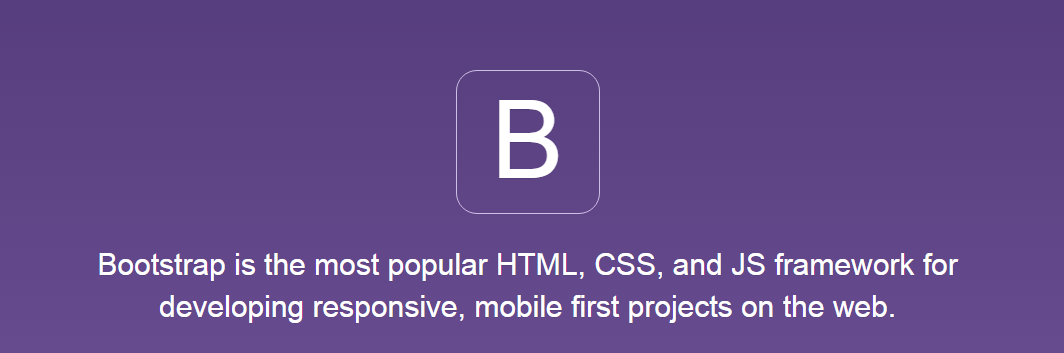 B
Bootstrap is the most popular HTML, CSS, and JS framework for
developing responsive, mobile first projects on the web.